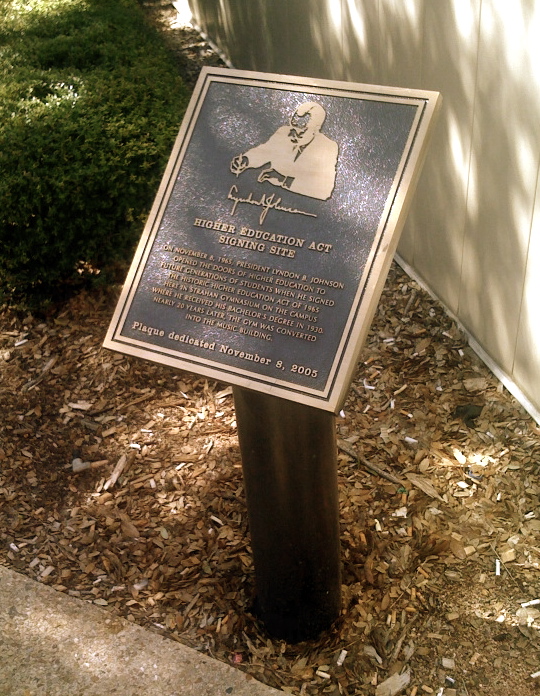 Lyndon B. Johnson
HIGHER EDUCATION ACT
SIGNING SITE
ON NOVEMBER 8, 1965, PRESIDENT LYNDON B. JOHNSON
OPENED THE DOORS OF HIGHER EDUCATION TO
FUTURE GENERATIONS OF STUDENTS WHEN HE SIGNED
THE HISTORIC HIGHER EDUCATION ACT OF 1965
HERE IN STRAHAN GYMNASIUM ON THE CAMPUS
WHERE HE RECEIVED HIS BACHELOR'S DEGREE IN 1930.
NEARLY 20 YEARS LATER, THE GYM WAS CONVERTED
INTO THE MUSIC BUILDING.
Plaque dedicated November 8, 2005